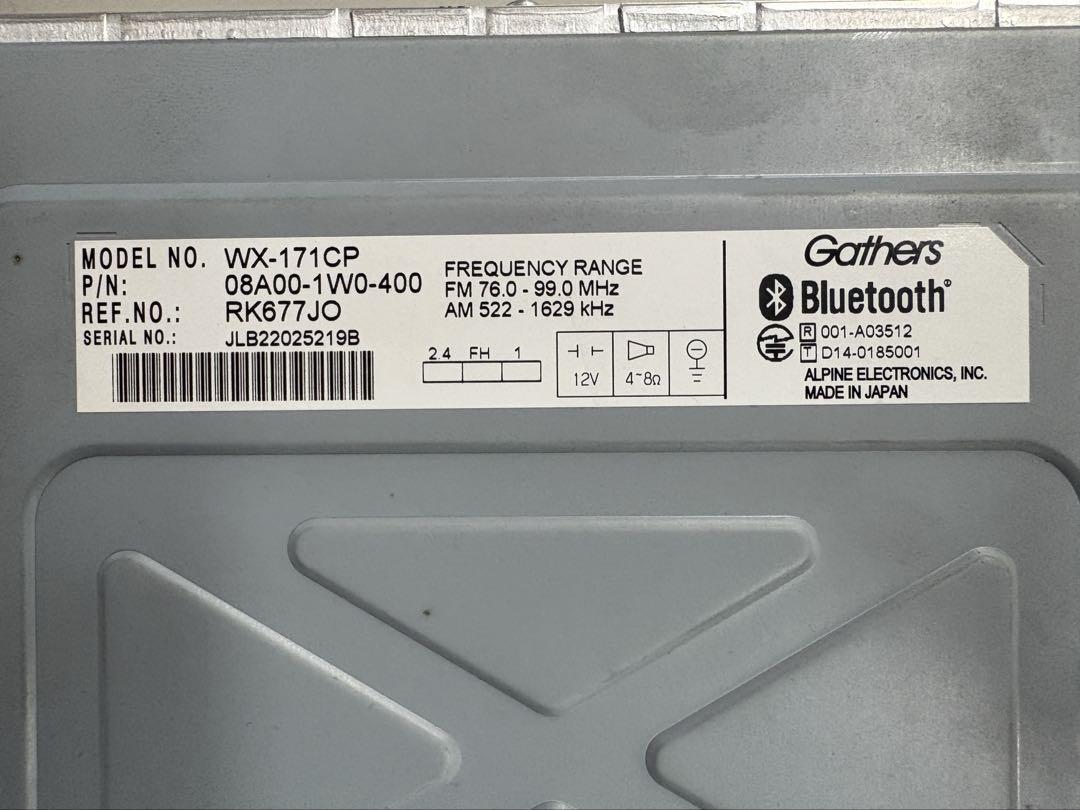 MODEL NO. WX-171CP
P/N: 08A00-1W0-400
REF.NO.: RK677JO
SERIAL NO.: JLB22025219B
FREQUENCY RANGE
FM 76.0 - 99.0 MHz
AM 522 - 1629 kHz
2.4 FH 1
12V 4~8Ω
Gathers
Bluetooth®
R 001-A03512
T D14-0185001
ALPINE ELECTRONICS, INC.
MADE IN JAPAN